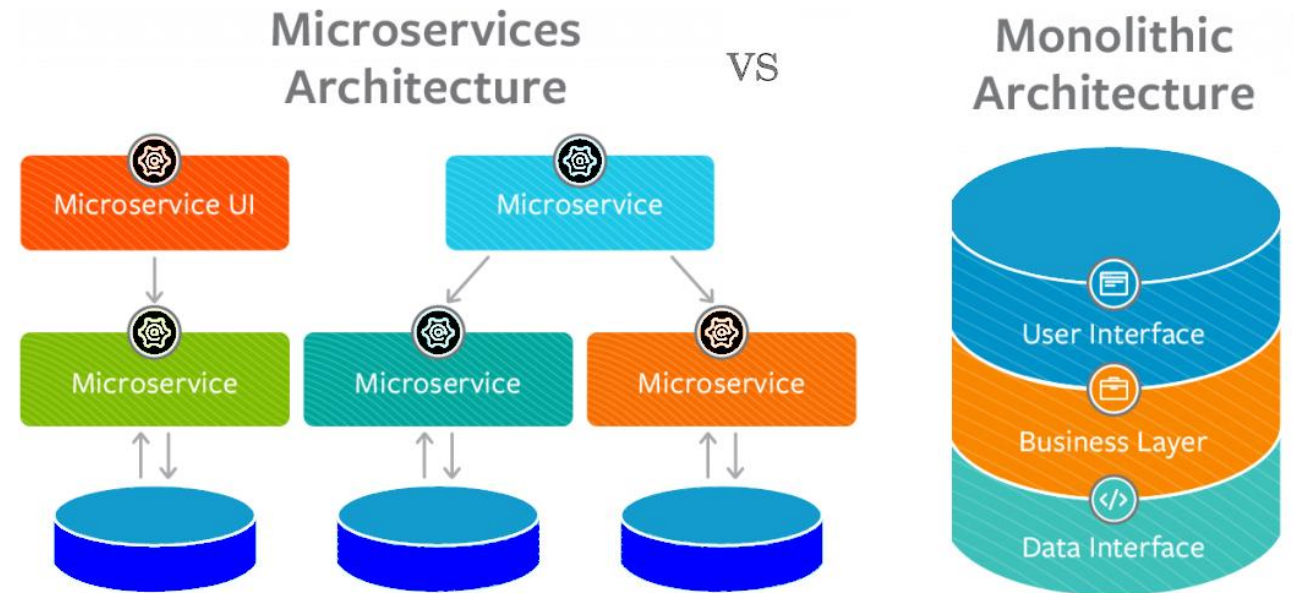 Microservices
Architecture
VS
Monolithic
Architecture
Microservice UI
Microservice
Microservice
Microservice
Microservice
User Interface
Business Layer
Data Interface